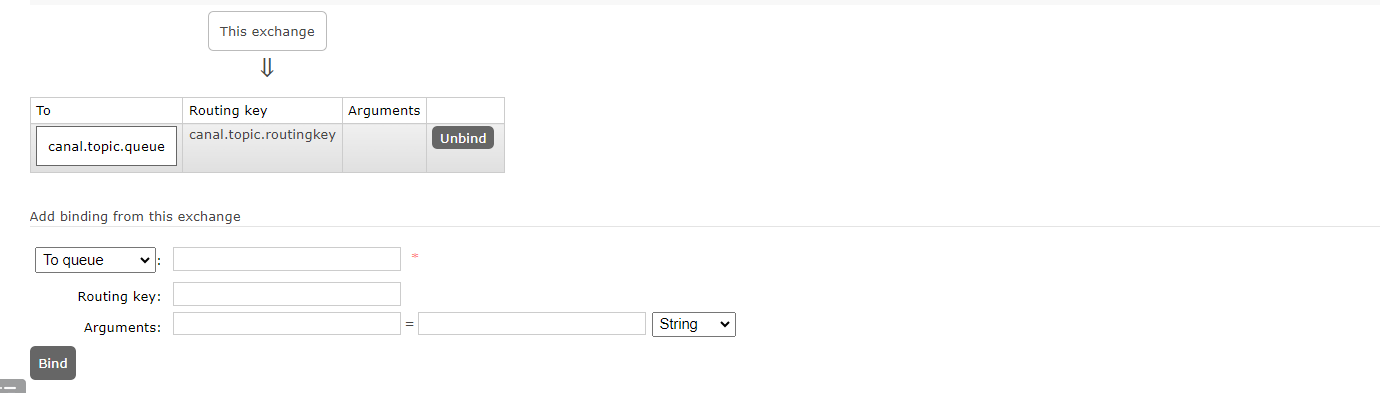 This exchange
⇓
To Routing key Arguments
canal.topic.queue canal.topic.routingkey Unbind
Add binding from this exchange
To queue : *
Routing key:
Arguments: = String
Bind